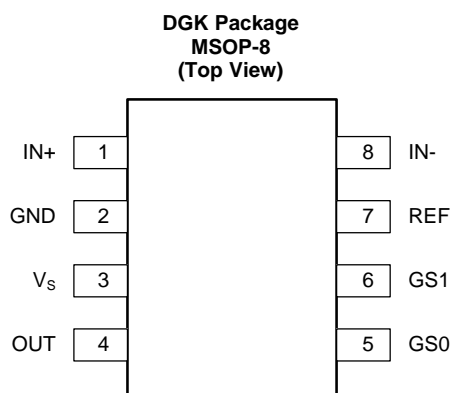 DGK Package
MSOP-8
(Top View)
IN+ 1 8 IN-
GND 2 7 REF
VS 3 6 GS1
OUT 4 5 GS0